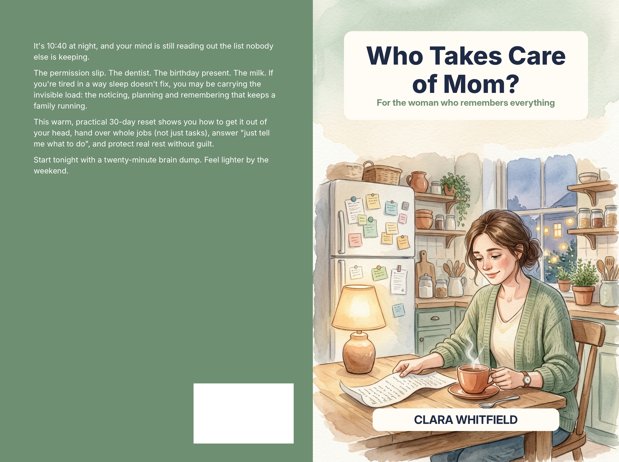 It's 10:40 at night, and your mind is still reading out the list nobody
else is keeping.
The permission slip. The dentist. The birthday present. The milk. If
you're tired in a way sleep doesn't fix, you may be carrying the
invisible load: the noticing, planning and remembering that keeps a
family running.
This warm, practical 30-day reset shows you how to get it out of
your head, hand over whole jobs (not just tasks), answer "just tell
me what to do", and protect real rest without guilt.
Start tonight with a twenty-minute brain dump. Feel lighter by the
weekend.
Who Takes Care
of Mom?
For the woman who remembers everything
CLARA WHITFIELD